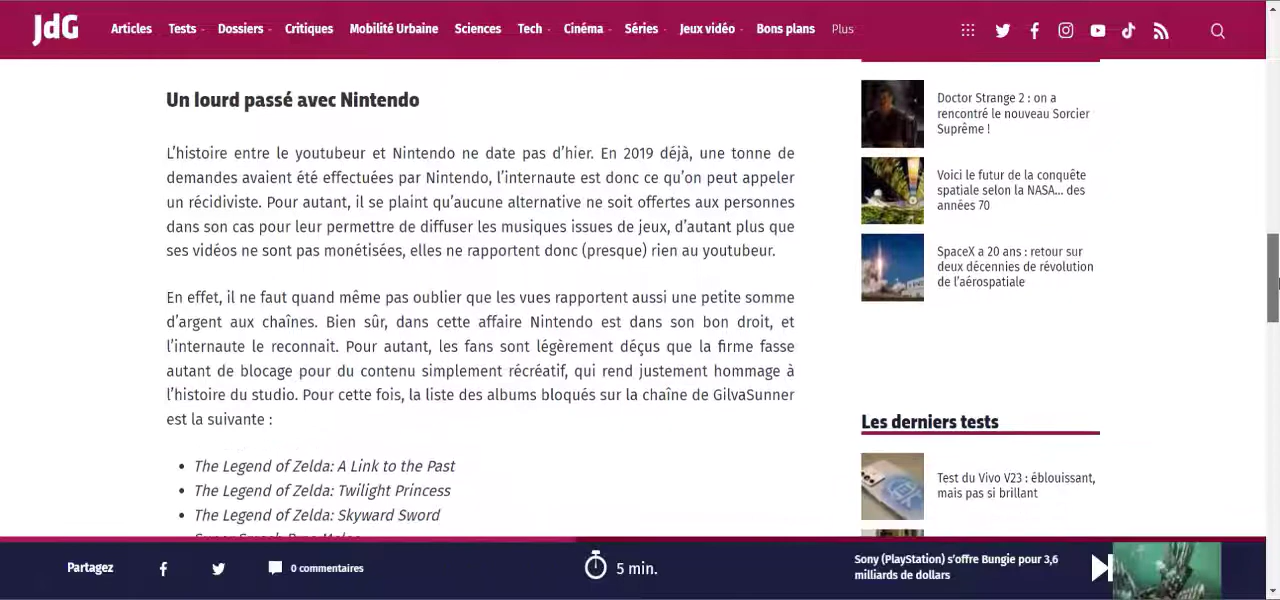 JdG
Articles Tests Dossiers Critiques Mobilité Urbaine Sciences Tech Cinéma Séries Jeux vidéo Bons plans Plus
Un lourd passé avec Nintendo
L'histoire entre le youtubeur et Nintendo ne date pas d'hier. En 2019 déjà, une tonne de
demandes avaient été effectuées par Nintendo, l'internaute est donc ce qu'on peut appeler
un récidiviste. Pour autant, il se plaint qu'aucune alternative ne soit offertes aux personnes
dans son cas pour leur permettre de diffuser les musiques issues de jeux, d'autant plus que
ses vidéos ne sont pas monétisées, elles ne rapportent donc (presque) rien au youtubeur.
En effet, il ne faut quand même pas oublier que les vues rapportent aussi une petite somme
d'argent aux chaînes. Bien sûr, dans cette affaire Nintendo est dans son bon droit, et
l'internaute le reconnait. Pour autant, les fans sont légèrement déçus que la firme fasse
autant de blocage pour du contenu simplement récréatif, qui rend justement hommage à
l'histoire du studio. Pour cette fois, la liste des albums bloqués sur la chaîne de GilvaSunner
est la suivante :
• The Legend of Zelda: A Link to the Past
• The Legend of Zelda: Twilight Princess
• The Legend of Zelda: Skyward Sword
Doctor Strange 2 : on a
rencontré le nouveau Sorcier
Suprême !
Voici le futur de la conquête
spatiale selon la NASA... des
années 70
SpaceX a 20 ans : retour sur
deux décennies de révolution
de l'aérospatiale
Les derniers tests
Test du Vivo V23 : éblouissant,
mais pas si brillant
Partagez
0 commentaires
5 min.
Sony (PlayStation) s'offre Bungie pour 3,6
milliards de dollars